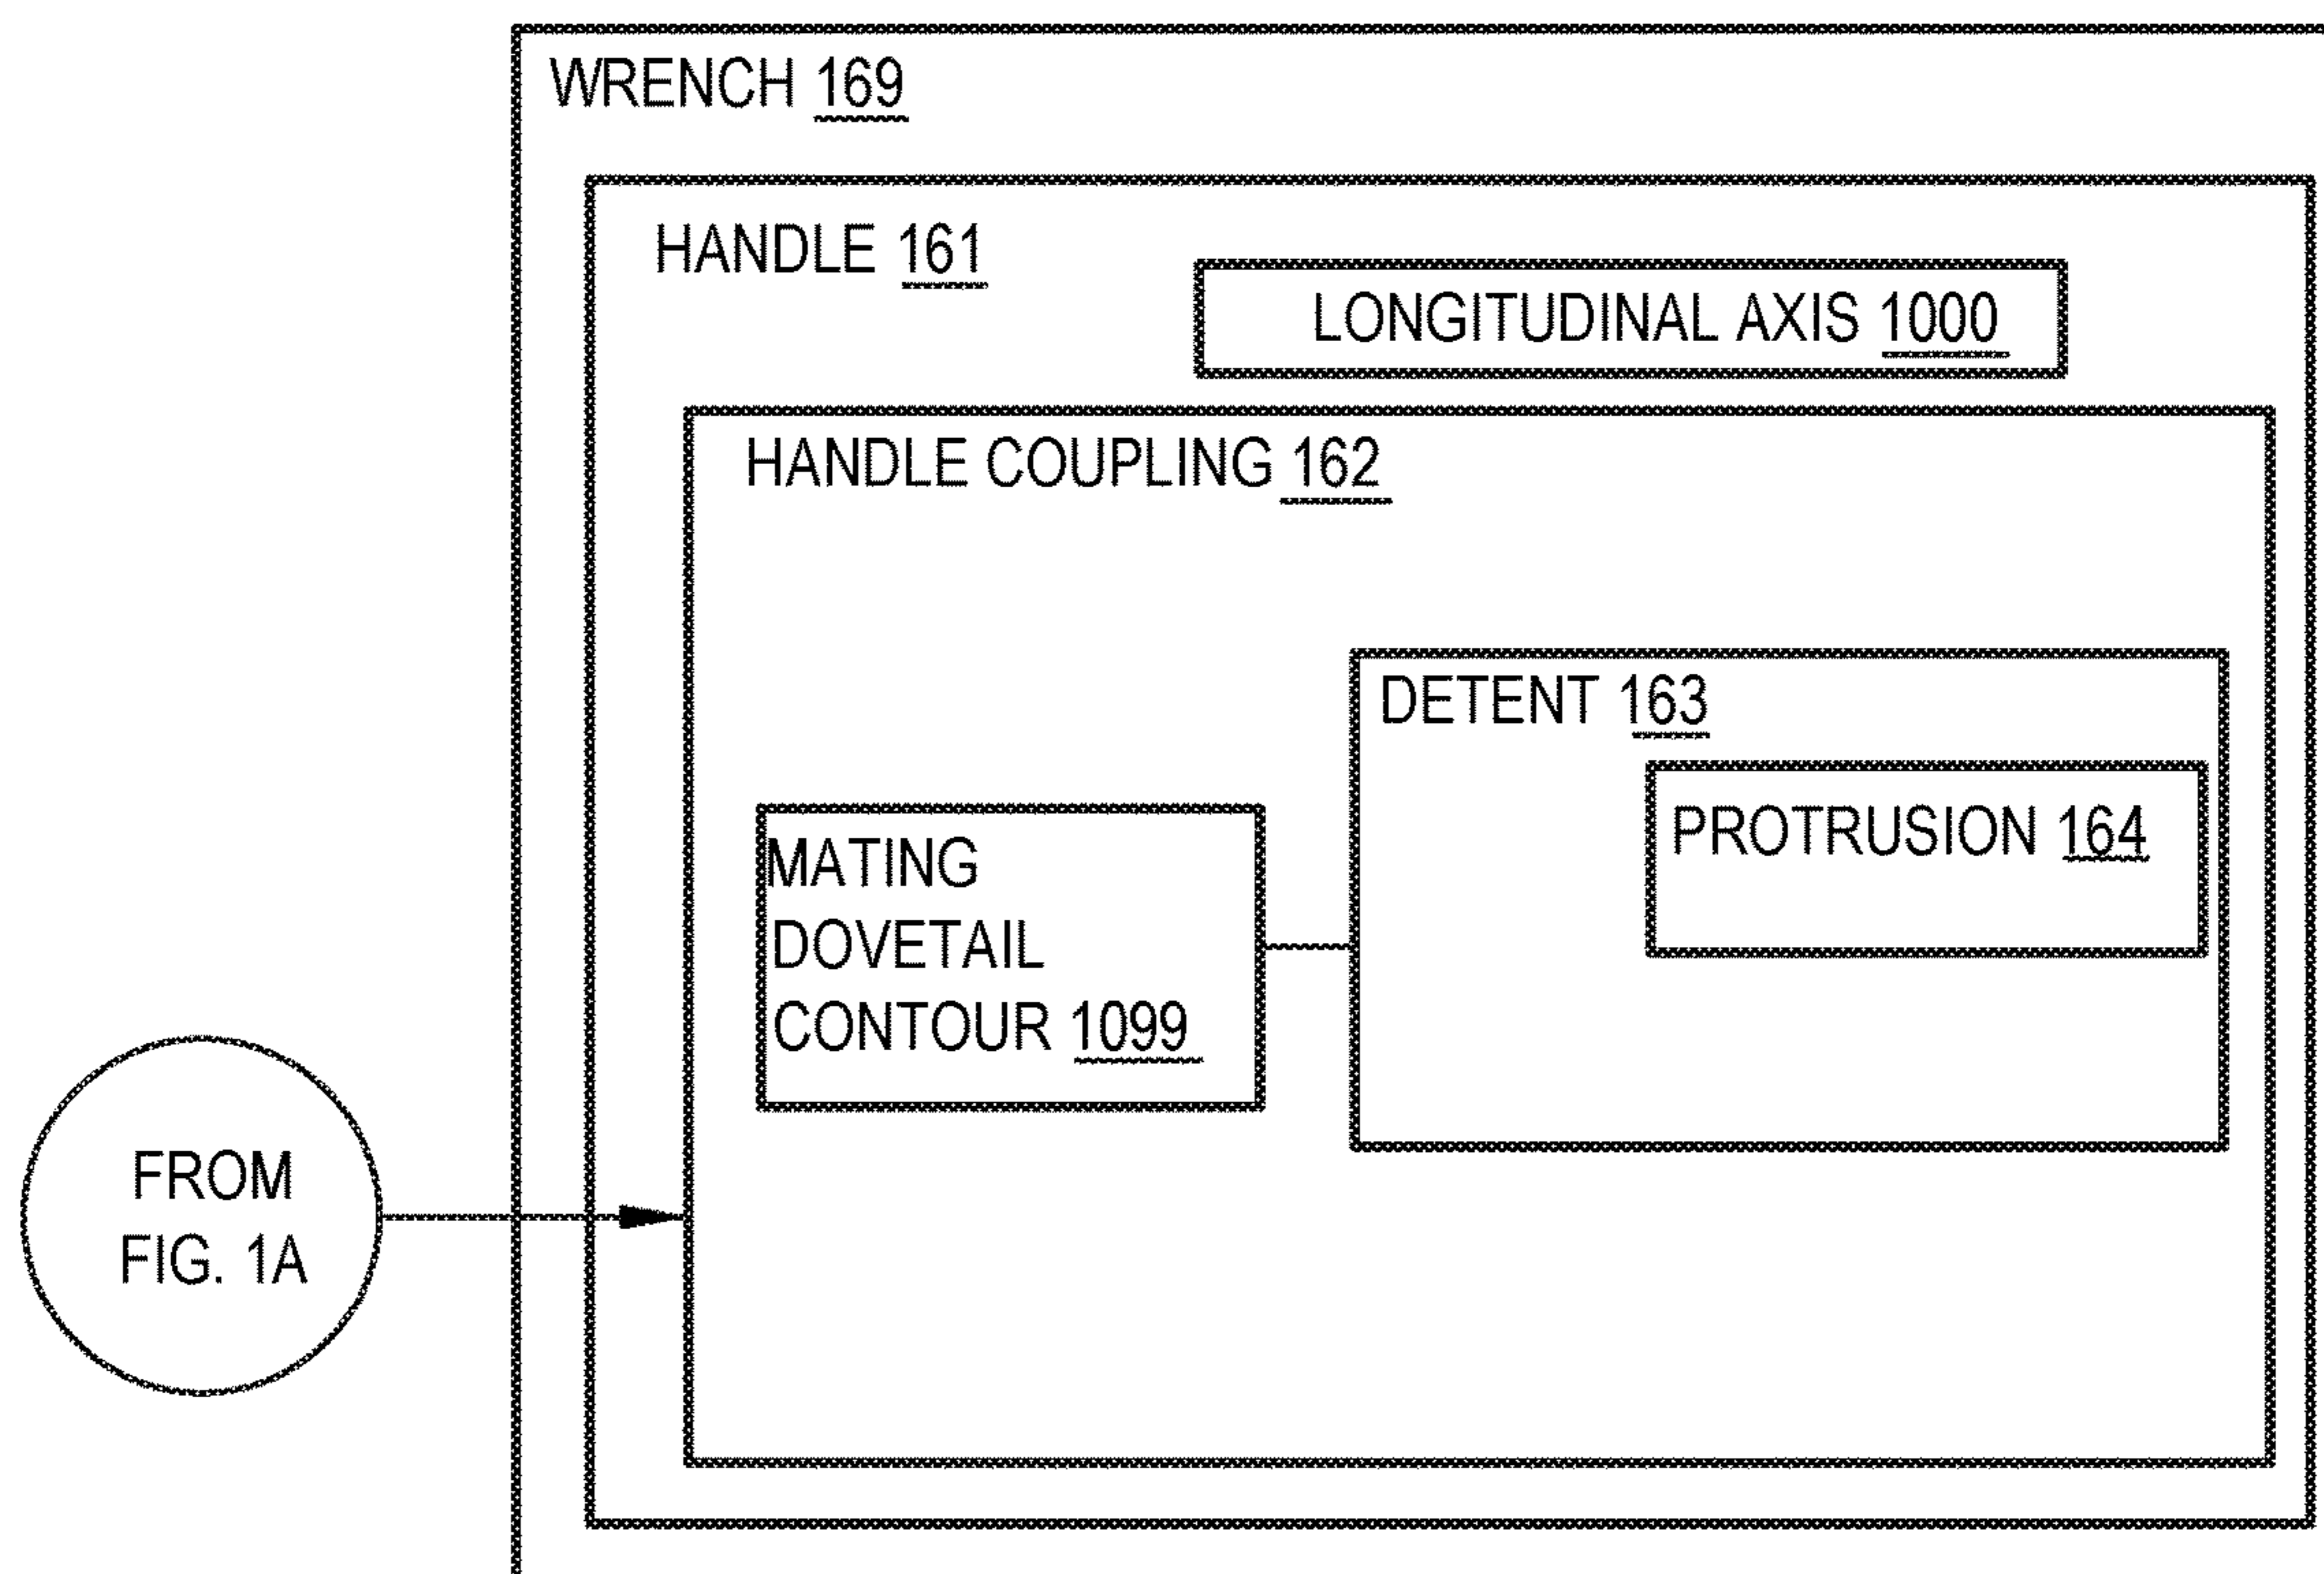 WRENCH 169
HANDLE 161
LONGITUDINAL AXIS 1000
HANDLE COUPLING 162
DETENT 163
PROTRUSION 164
MATING
DOVETAIL
CONTOUR 1099
FROM
FIG. 1A